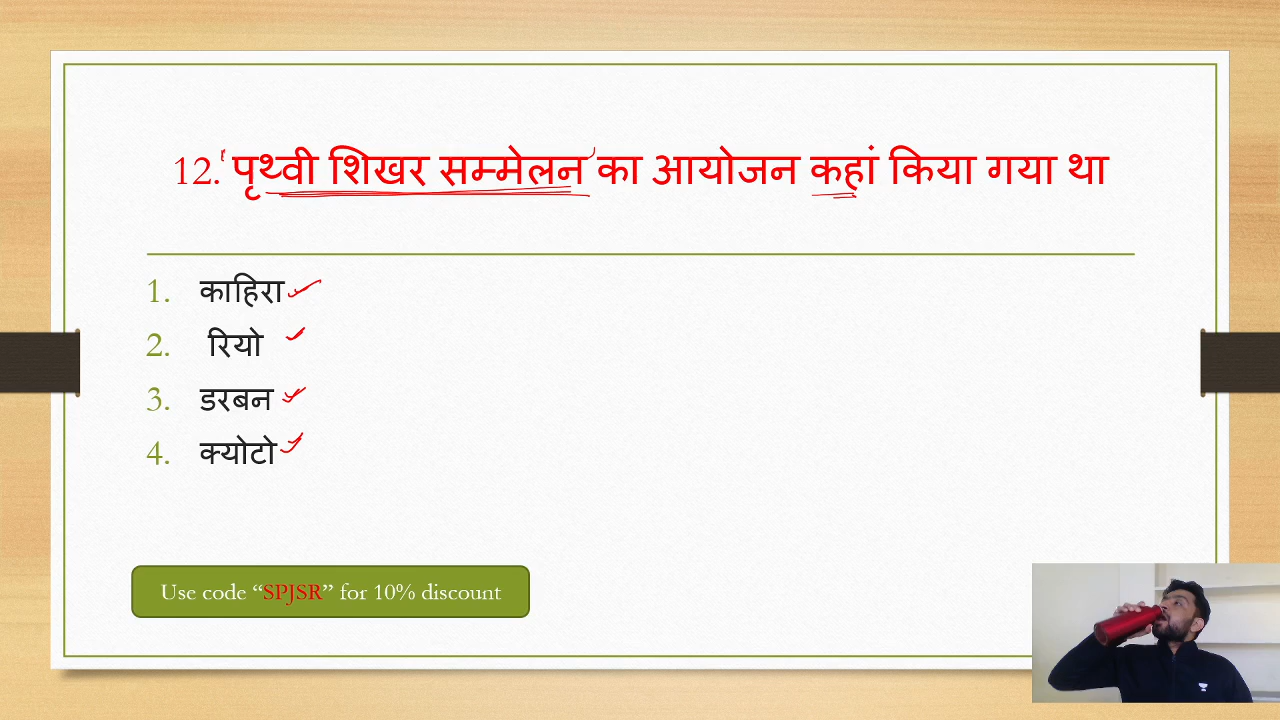 12. पृथ्वी शिखर सम्मेलन का आयोजन कहां किया गया था
1. काहिरा
2. रियो
3. डरबन
4. क्योटो
Use code “SPJSR” for 10% discount